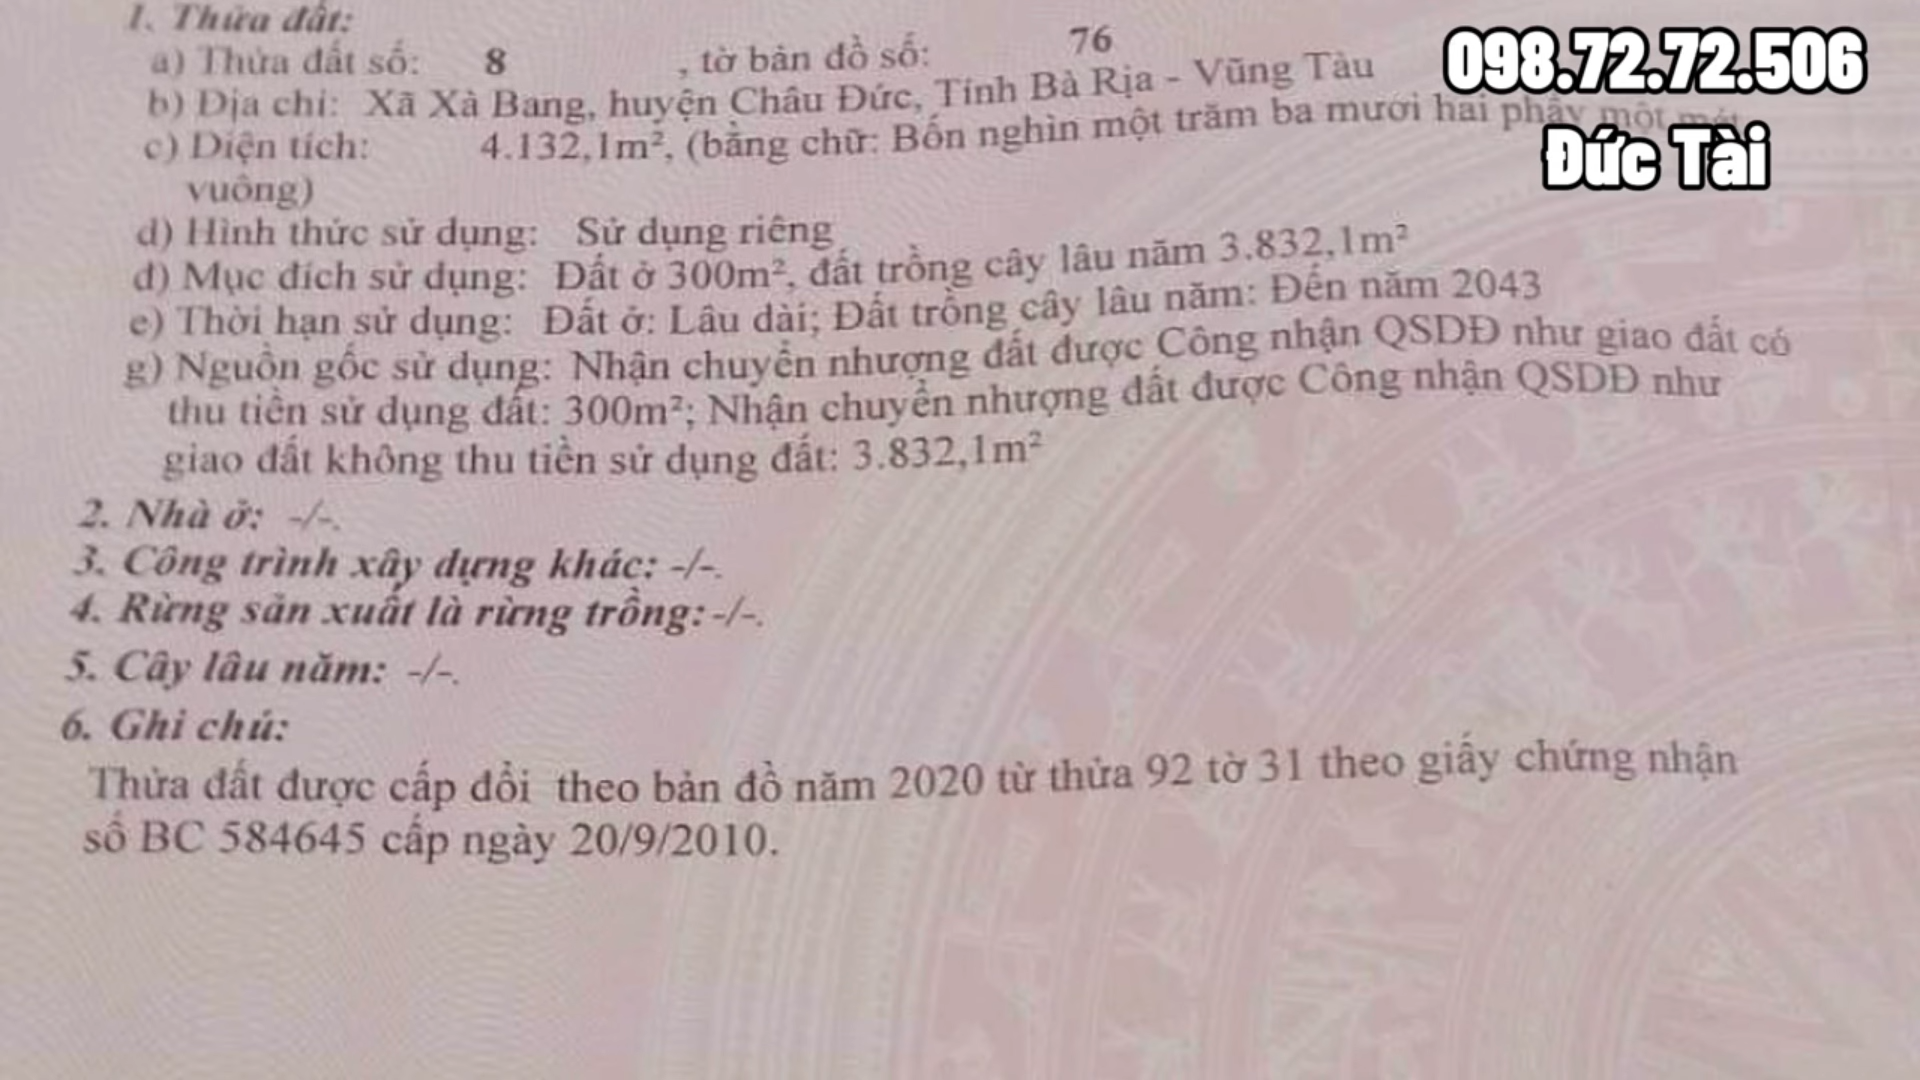 1. Thửa đất:
a) Thửa đất số: 8 , tờ bản đồ số: 76
b) Địa chỉ: Xã Xà Bang, huyện Châu Đức, Tỉnh Bà Rịa - Vũng Tàu
c) Diện tích: 4.132,1m², (bằng chữ: Bốn nghìn một trăm ba mươi hai phẩy một mét
vuông)
d) Hình thức sử dụng: Sử dụng riêng
đ) Mục đích sử dụng: Đất ở 300m², đất trồng cây lâu năm 3.832,1m²
e) Thời hạn sử dụng: Đất ở: Lâu dài; Đất trồng cây lâu năm: Đến năm 2043
g) Nguồn gốc sử dụng: Nhận chuyển nhượng đất được Công nhận QSDĐ như giao đất có
thu tiền sử dụng đất: 300m²; Nhận chuyển nhượng đất được Công nhận QSDĐ như
giao đất không thu tiền sử dụng đất: 3.832,1m²
2. Nhà ở: -/-.
3. Công trình xây dựng khác: -/-.
4. Rừng sản xuất là rừng trồng: -/-.
5. Cây lâu năm: -/-.
6. Ghi chú:
Thửa đất được cấp đổi theo bản đồ năm 2020 từ thửa 92 tờ 31 theo giấy chứng nhận
số BC 584645 cấp ngày 20/9/2010.
098.72.72.506
Đức Tài